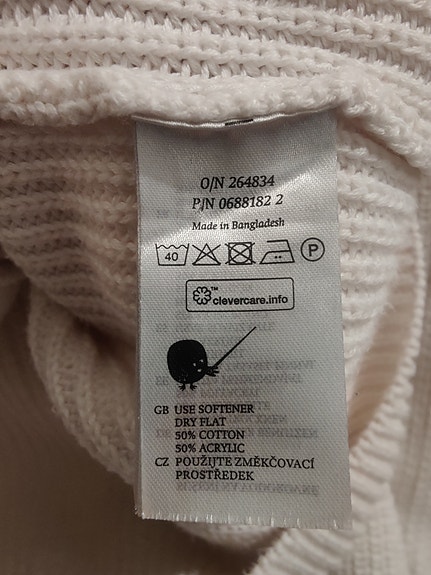 O/N 264834
P/N 0688182 2
Made in Bangladesh
40 P
clevercare.info™
GB USE SOFTENER
DRY FLAT
50% COTTON
50% ACRYLIC
CZ POUŽIJTE ZMĚKČOVACÍ
PROSTŘEDEK